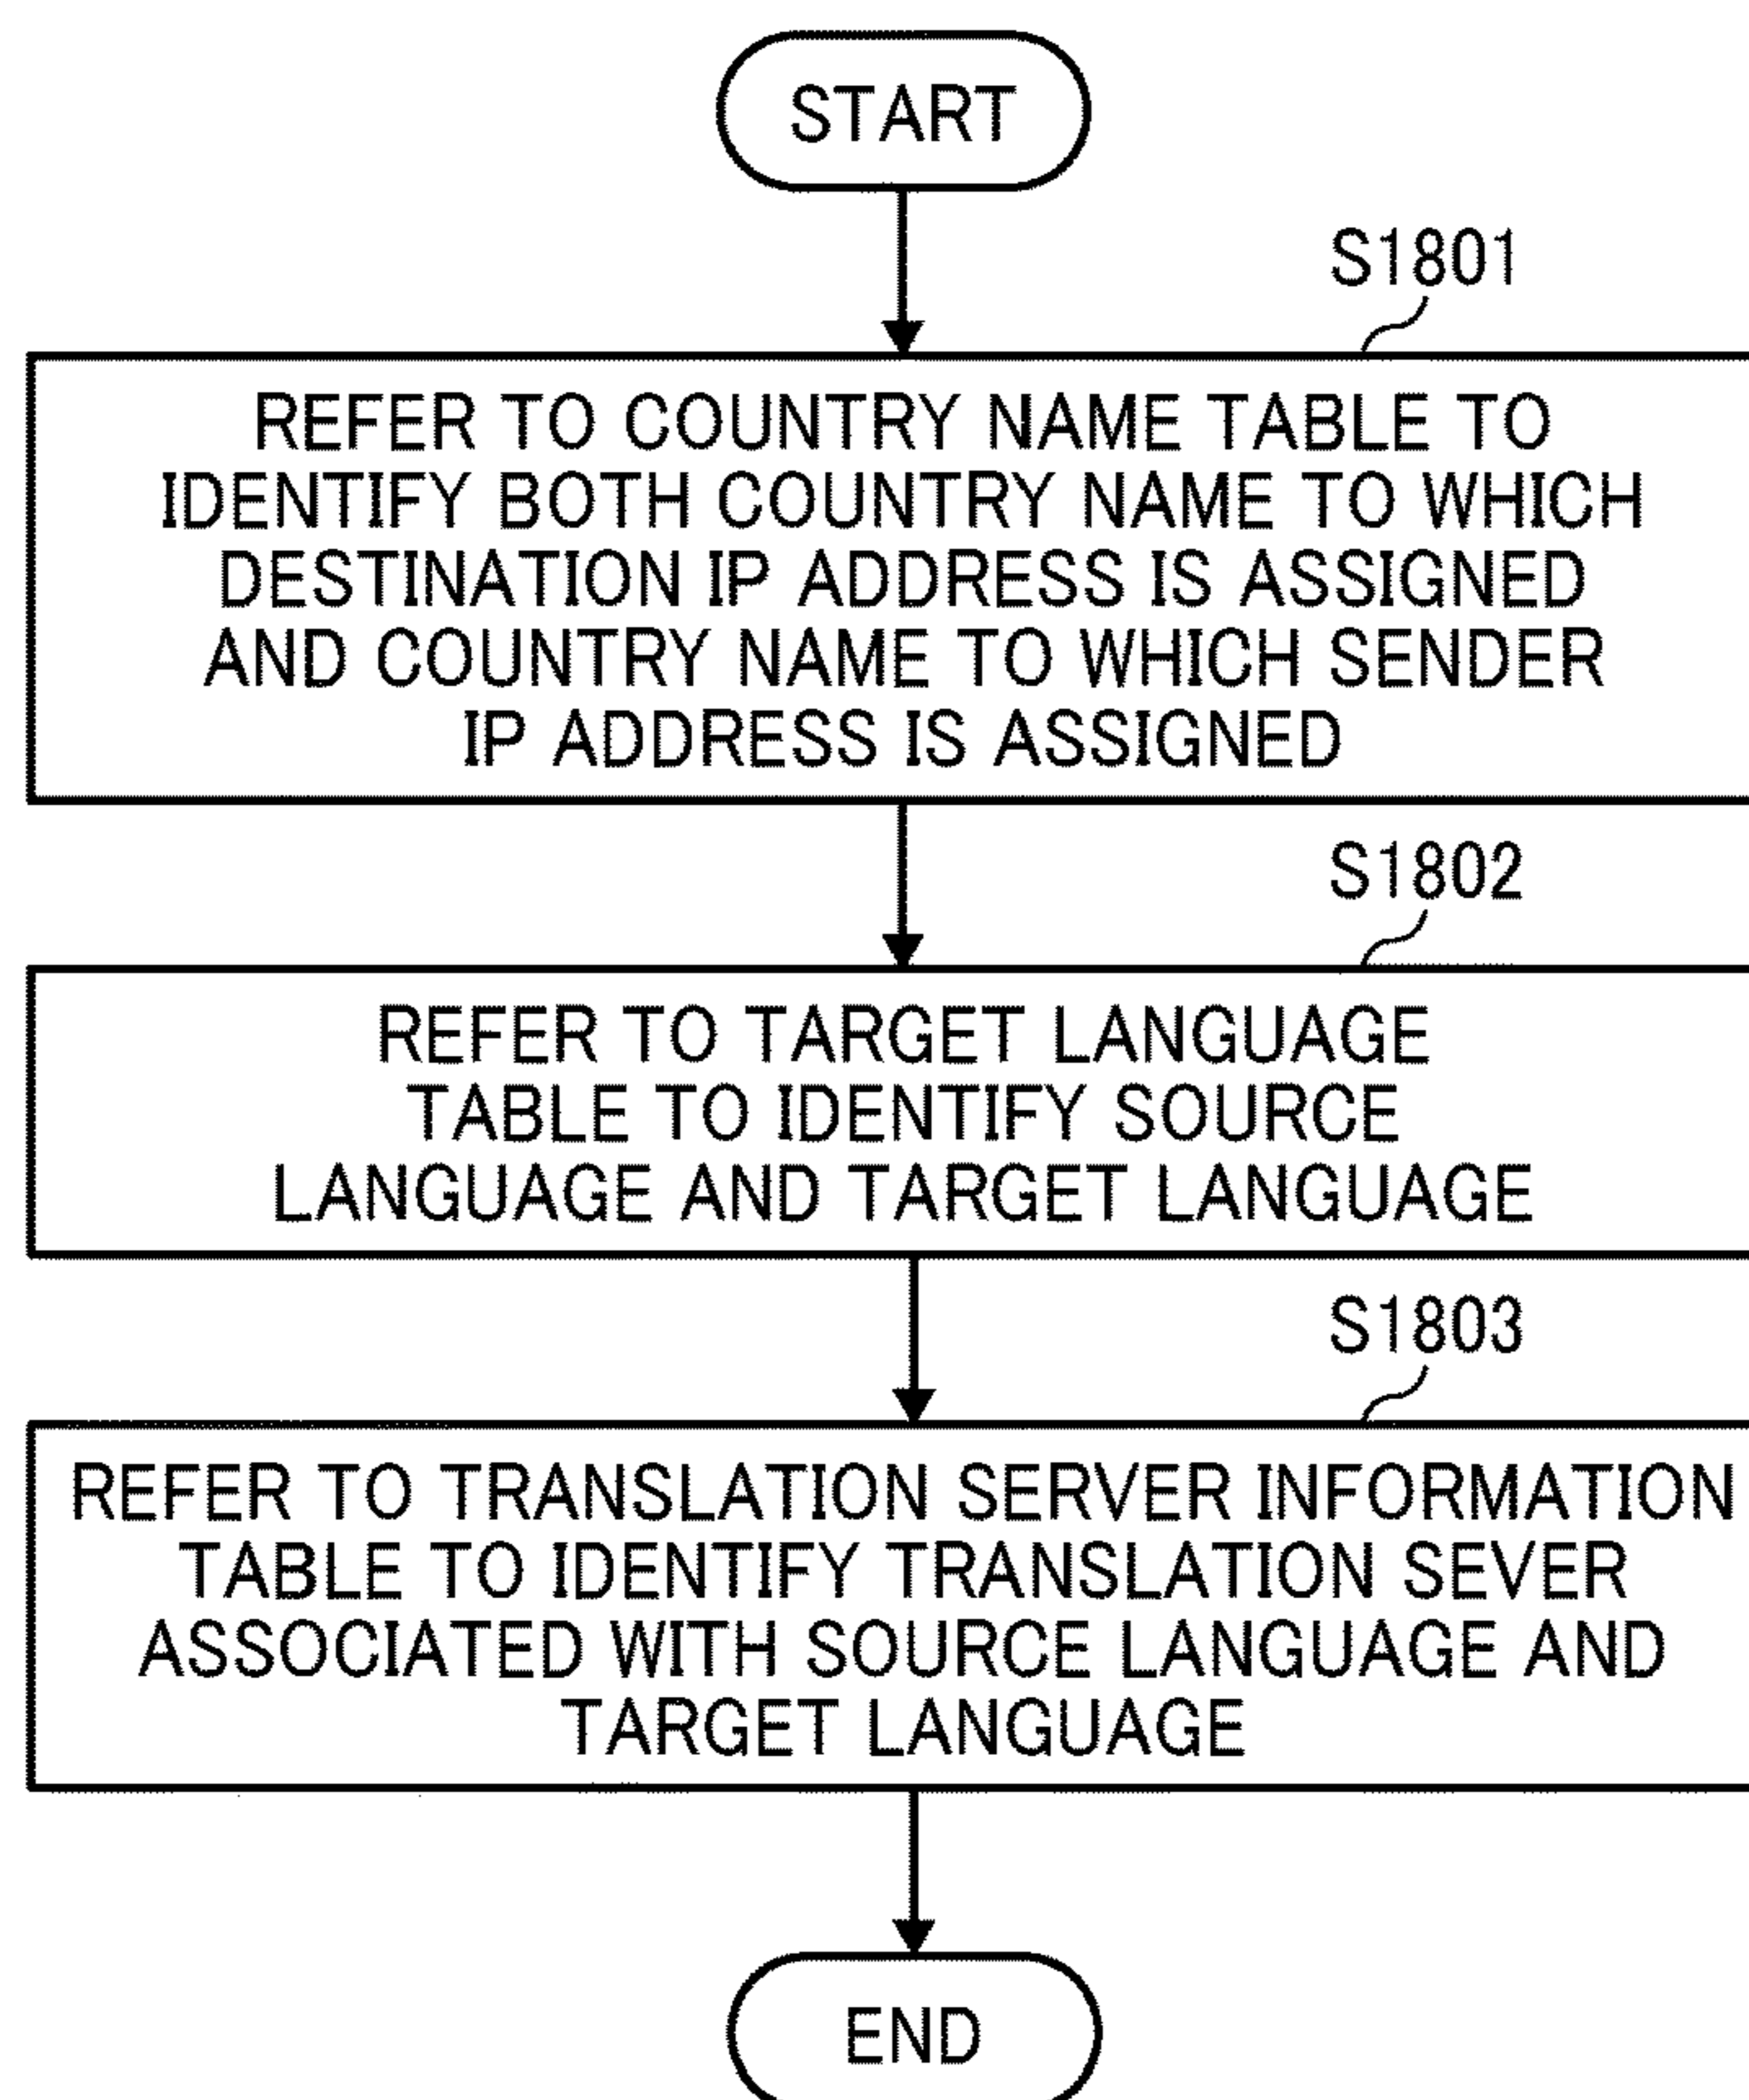 START
S1801
REFER TO COUNTRY NAME TABLE TO
IDENTIFY BOTH COUNTRY NAME TO WHICH
DESTINATION IP ADDRESS IS ASSIGNED
AND COUNTRY NAME TO WHICH SENDER
IP ADDRESS IS ASSIGNED
S1802
REFER TO TARGET LANGUAGE
TABLE TO IDENTIFY SOURCE
LANGUAGE AND TARGET LANGUAGE
S1803
REFER TO TRANSLATION SERVER INFORMATION
TABLE TO IDENTIFY TRANSLATION SEVER
ASSOCIATED WITH SOURCE LANGUAGE AND
TARGET LANGUAGE
END